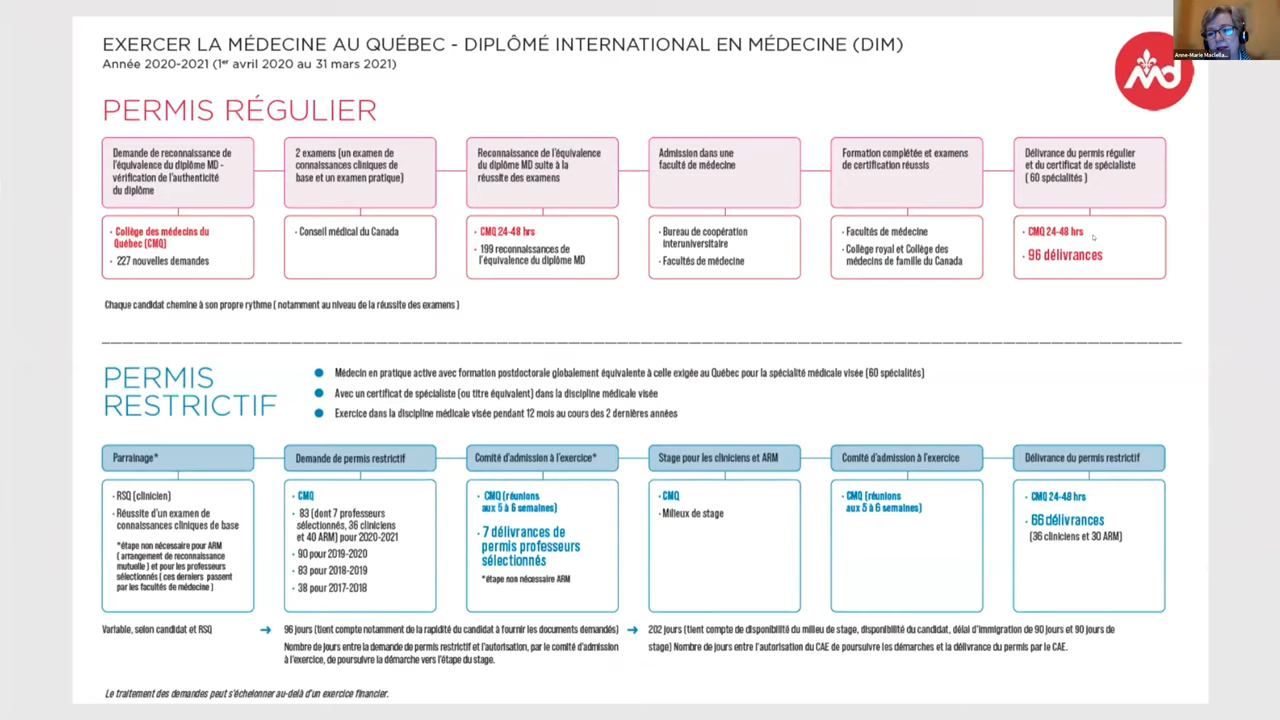 EXERCER LA MÉDECINE AU QUÉBEC - DIPLÔMÉ INTERNATIONAL EN MÉDECINE (DIM)
Année 2020-2021 (1er avril 2020 au 31 mars 2021)
PERMIS RÉGULIER
Demande de reconnaissance de
l'équivalence du diplôme MD -
vérification de l'authenticité
du diplôme
2 examens (un examen de
connaissances cliniques de
base et un examen pratique)
Reconnaissance de l'équivalence
du diplôme MD suite à la
réussite des examens
Admission dans une
faculté de médecine
Formation complétée et examens
de certification réussis
Délivrance du permis régulier
et du certificat de spécialiste
( 60 spécialités )
· Collège des médecins du
Québec (CMQ)
· 227 nouvelles demandes
· Conseil médical du Canada
· CMQ 24-48 hrs
· 199 reconnaissances de
l'équivalence du diplôme MD
· Bureau de coopération
interuniversitaire
· Facultés de médecine
· Facultés de médecine
· Collège royal et Collège des
médecins de famille du Canada
· CMQ 24-48 hrs
· 96 délivrances
Chaque candidat chemine à son propre rythme ( notamment au niveau de la réussite des examens )
PERMIS
RESTRICTIF
● Médecin en pratique active avec formation postdoctorale globalement équivalente à celle exigée au Québec pour la spécialité médicale visée (60 spécialités)
● Avec un certificat de spécialiste (ou titre équivalent) dans la discipline médicale visée
● Exercice dans la discipline médicale visée pendant 12 mois au cours des 2 dernières années
Parrainage*
Demande de permis restrictif
Comité d'admission à l'exercice*
Stage pour les cliniciens et ARM
Comité d'admission à l'exercice
Délivrance du permis restrictif
· RSQ (clinicien)
· Réussite d'un examen de
connaissances cliniques de base
*étape non nécessaire pour ARM
( arrangement de reconnaissance
mutuelle ) et pour les professeurs
sélectionnés ( ces derniers passent
par les facultés de médecine )
· CMQ
· 83 (dont 7 professeurs
sélectionnés, 36 cliniciens
et 40 ARM) pour 2020-2021
· 90 pour 2019-2020
· 83 pour 2018-2019
· 38 pour 2017-2018
· CMQ (réunions
aux 5 à 6 semaines)
· 7 délivrances de
permis professeurs
sélectionnés
*étape non nécessaire ARM
· CMQ
· Milieux de stage
· CMQ (réunions
aux 5 à 6 semaines)
· CMQ 24-48 hrs
· 66 délivrances
(36 cliniciens et 30 ARM)
Variable, selon candidat et RSQ
→ 96 jours (tient compte notamment de la rapidité du candidat à fournir les documents demandés)
Nombre de jours entre la demande de permis restrictif et l'autorisation, par le comité d'admission
à l'exercice, de poursuivre la démarche vers l'étape du stage.
→ 202 jours (tient compte de disponibilité du milieu de stage, disponibilité du candidat, délai d'immigration de 90 jours et 90 jours de
stage) Nombre de jours entre l'autorisation du CAE de poursuivre les démarches et la délivrance du permis par le CAE.
Le traitement des demandes peut s'échelonner au-delà d'un exercice financier.